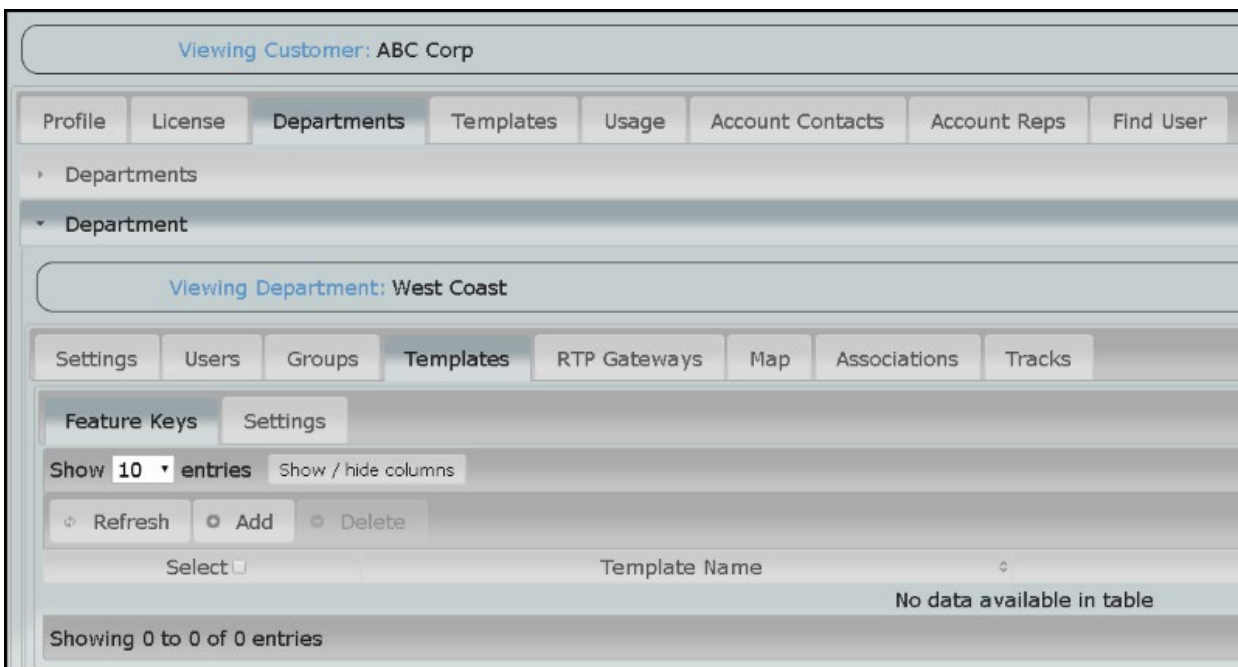 Viewing Customer: ABC Corp
Profile License Departments Templates Usage Account Contacts Account Reps Find User
Departments
Department
Viewing Department: West Coast
Settings Users Groups Templates RTP Gateways Map Associations Tracks
Feature Keys Settings
Show 10 entries Show / hide columns
Refresh Add Delete
Select Template Name
No data available in table
Showing 0 to 0 of 0 entries